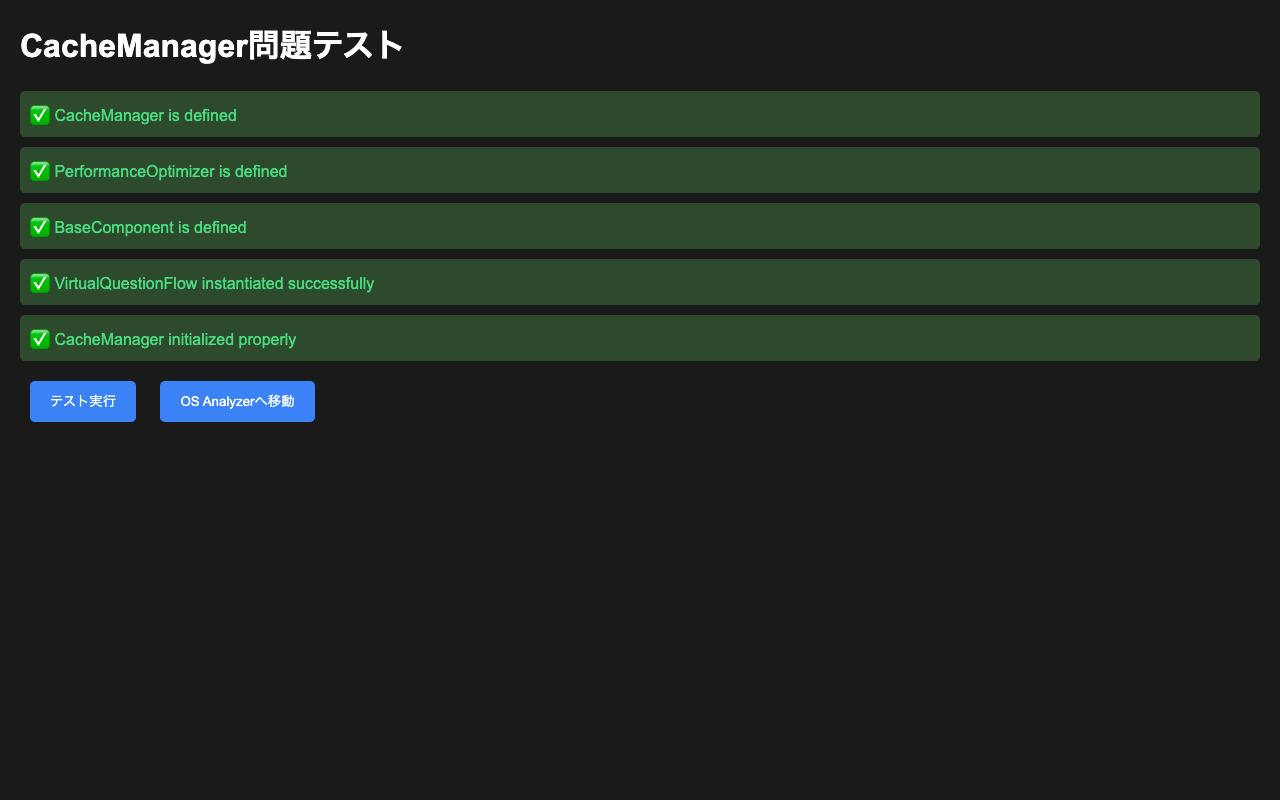 CacheManager問題テスト
✅ CacheManager is defined
✅ PerformanceOptimizer is defined
✅ BaseComponent is defined
✅ VirtualQuestionFlow instantiated successfully
✅ CacheManager initialized properly
テスト実行 OS Analyzerへ移動